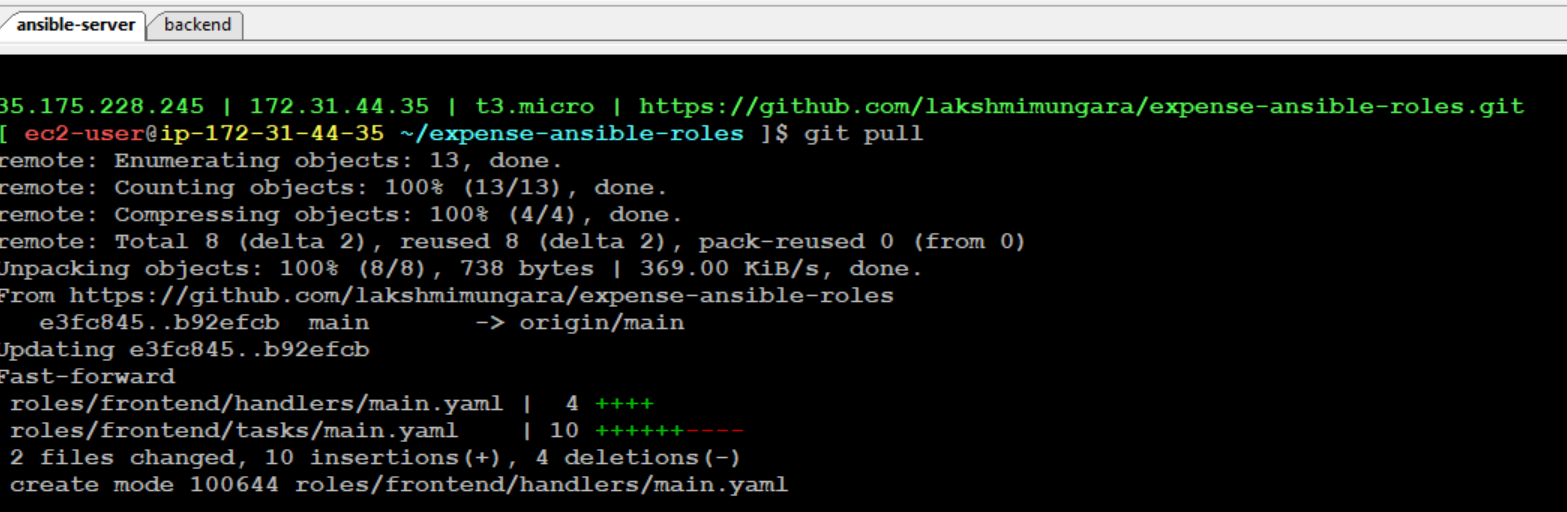 ansible-server backend
35.175.228.245 | 172.31.44.35 | t3.micro | https://github.com/lakshmimungara/expense-ansible-roles.git
[ ec2-user@ip-172-31-44-35 ~/expense-ansible-roles ]$ git pull
remote: Enumerating objects: 13, done.
remote: Counting objects: 100% (13/13), done.
remote: Compressing objects: 100% (4/4), done.
remote: Total 8 (delta 2), reused 8 (delta 2), pack-reused 0 (from 0)
Unpacking objects: 100% (8/8), 738 bytes | 369.00 KiB/s, done.
From https://github.com/lakshmimungara/expense-ansible-roles
   e3fc845..b92efcb  main       -> origin/main
Updating e3fc845..b92efcb
Fast-forward
 roles/frontend/handlers/main.yaml |  4 ++++
 roles/frontend/tasks/main.yaml    | 10 ++++++----
 2 files changed, 10 insertions(+), 4 deletions(-)
 create mode 100644 roles/frontend/handlers/main.yaml